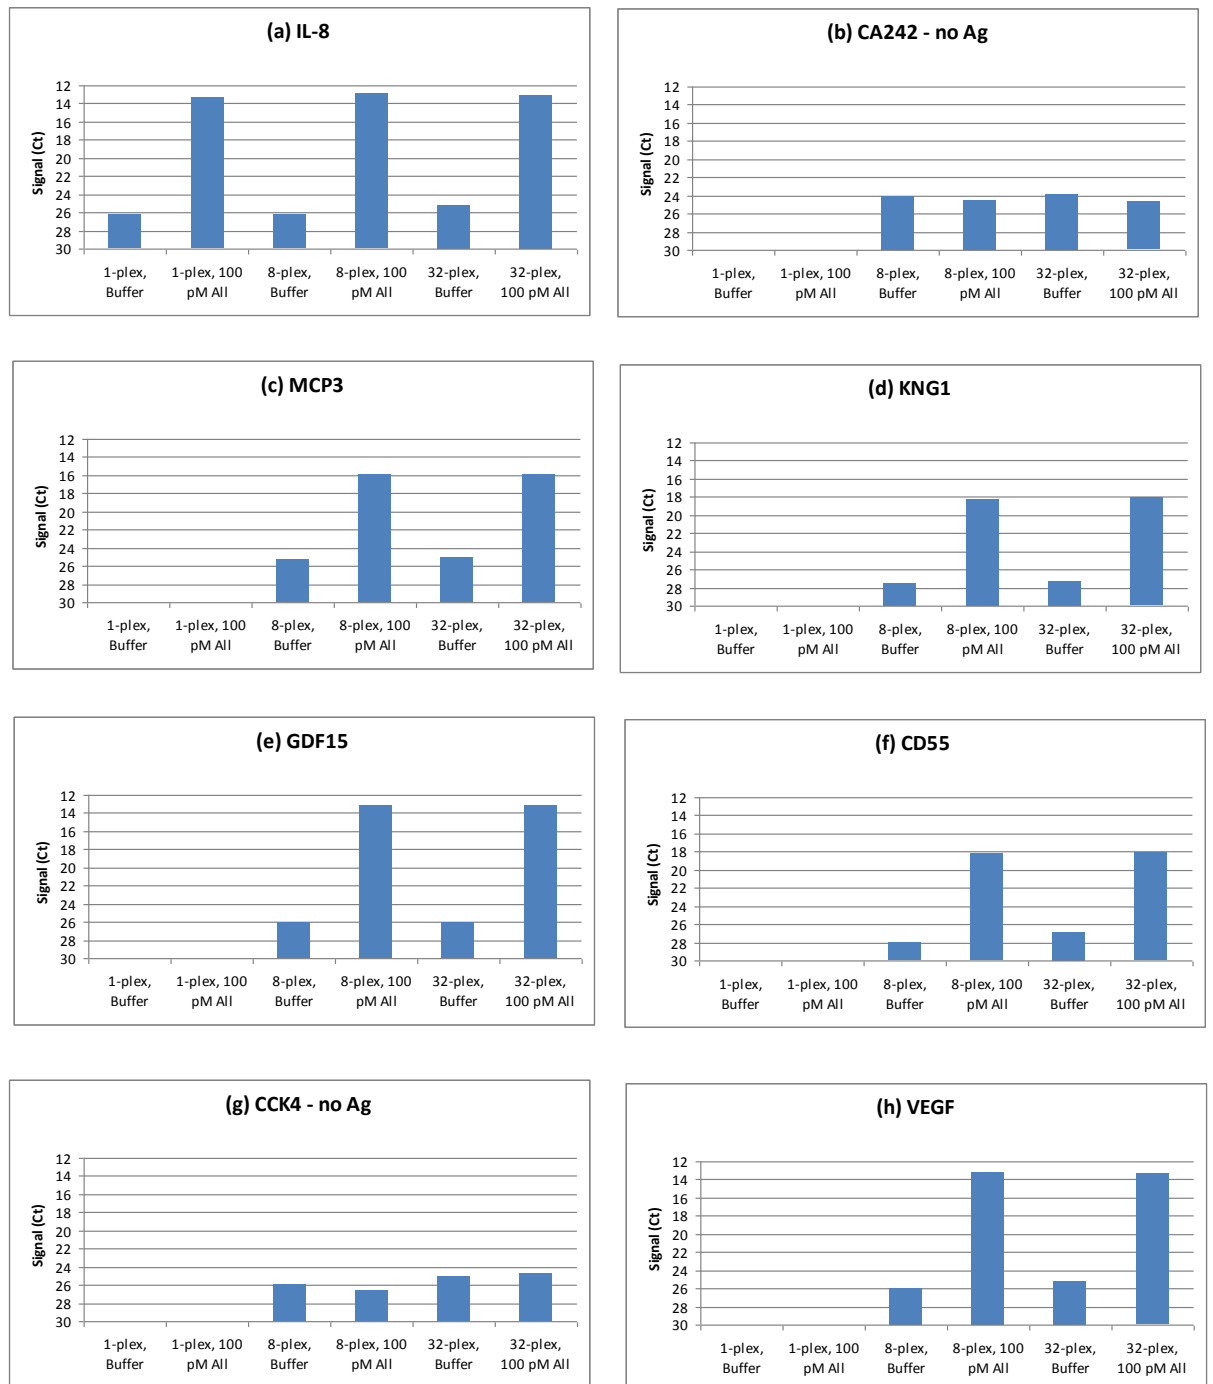 (a) IL-8
Signal (Ct)
12
14
16
18
20
22
24
26
28
30
1-plex, Buffer
1-plex, 100 pM All
8-plex, Buffer
8-plex, 100 pM All
32-plex, Buffer
32-plex, 100 pM All
(b) CA242 - no Ag
Signal (Ct)
12
14
16
18
20
22
24
26
28
30
1-plex, Buffer
1-plex, 100 pM All
8-plex, Buffer
8-plex, 100 pM All
32-plex, Buffer
32-plex, 100 pM All
(c) MCP3
Signal (Ct)
12
14
16
18
20
22
24
26
28
30
1-plex, Buffer
1-plex, 100 pM All
8-plex, Buffer
8-plex, 100 pM All
32-plex, Buffer
32-plex, 100 pM All
(d) KNG1
Signal (Ct)
12
14
16
18
20
22
24
26
28
30
1-plex, Buffer
1-plex, 100 pM All
8-plex, Buffer
8-plex, 100 pM All
32-plex, Buffer
32-plex, 100 pM All
(e) GDF15
Signal (Ct)
12
14
16
18
20
22
24
26
28
30
1-plex, Buffer
1-plex, 100 pM All
8-plex, Buffer
8-plex, 100 pM All
32-plex, Buffer
32-plex, 100 pM All
(f) CD55
Signal (Ct)
12
14
16
18
20
22
24
26
28
30
1-plex, Buffer
1-plex, 100 pM All
8-plex, Buffer
8-plex, 100 pM All
32-plex, Buffer
32-plex, 100 pM All
(g) CCK4 - no Ag
Signal (Ct)
12
14
16
18
20
22
24
26
28
30
1-plex, Buffer
1-plex, 100 pM All
8-plex, Buffer
8-plex, 100 pM All
32-plex, Buffer
32-plex, 100 pM All
(h) VEGF
Signal (Ct)
12
14
16
18
20
22
24
26
28
30
1-plex, Buffer
1-plex, 100 pM All
8-plex, Buffer
8-plex, 100 pM All
32-plex, Buffer
32-plex, 100 pM All